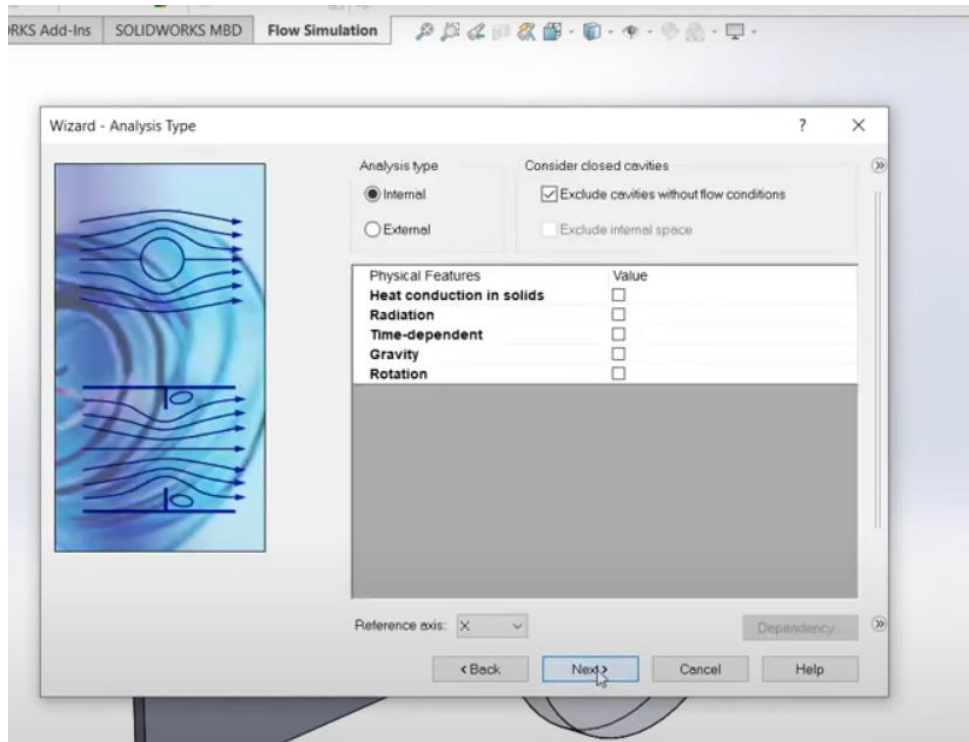 RKS Add-Ins SOLIDWORKS MBD Flow Simulation
Wizard - Analysis Type ?
Analysis type Consider closed cavities
Internal Exclude cavities without flow conditions
External Exclude internal space
Physical Features Value
Heat conduction in solids
Radiation
Time-dependent
Gravity
Rotation
Reference axis: X Dependency...
< Back Next > Cancel Help